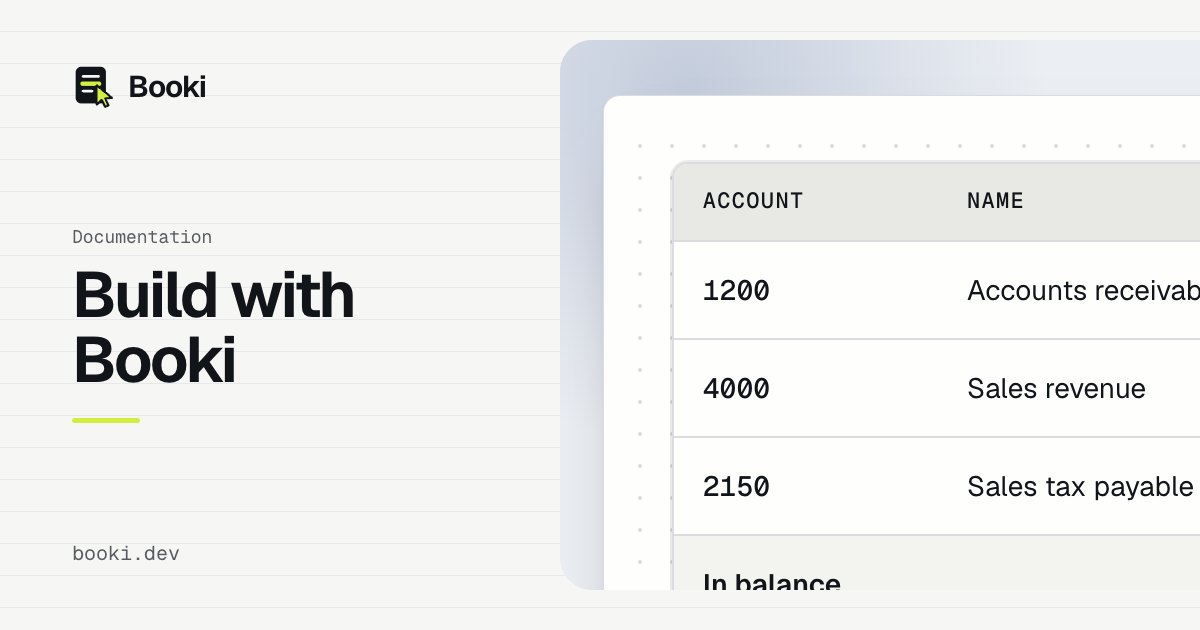 Booki
Documentation
Build with
Booki
booki.dev
ACCOUNT NAME
1200 Accounts receivab
4000 Sales revenue
2150 Sales tax payable
In balance